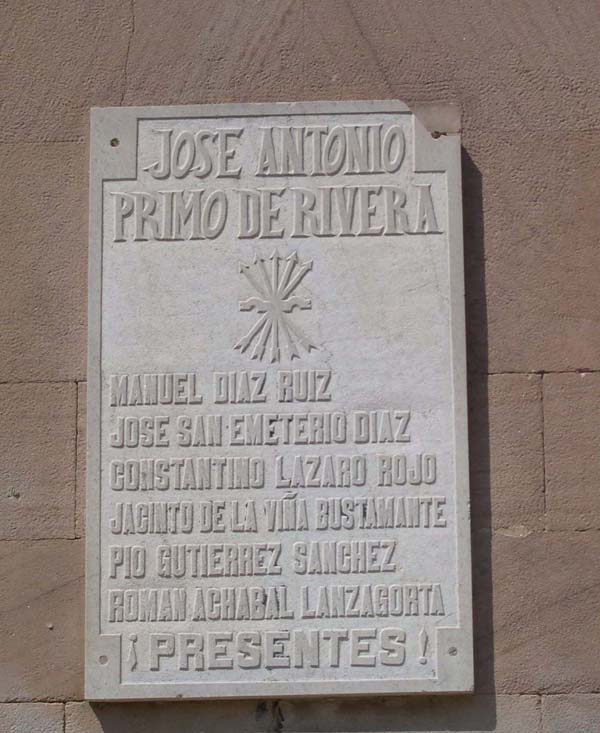 JOSE ANTONIO
PRIMO DE RIVERA
MANUEL DIAZ RUIZ
JOSE SAN-EMETERIO DIAZ
CONSTANTINO LAZARO ROJO
JACINTO DE LA VIÑA BUSTAMANTE
PIO GUTIERREZ SANCHEZ
ROMAN ACHABAL LANZAGORTA
¡PRESENTES!